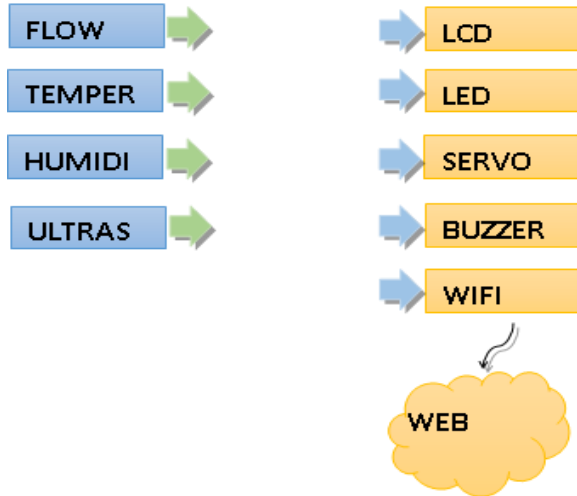 FLOW
TEMPER
HUMIDI
ULTRAS
LCD
LED
SERVO
BUZZER
WIFI
WEB